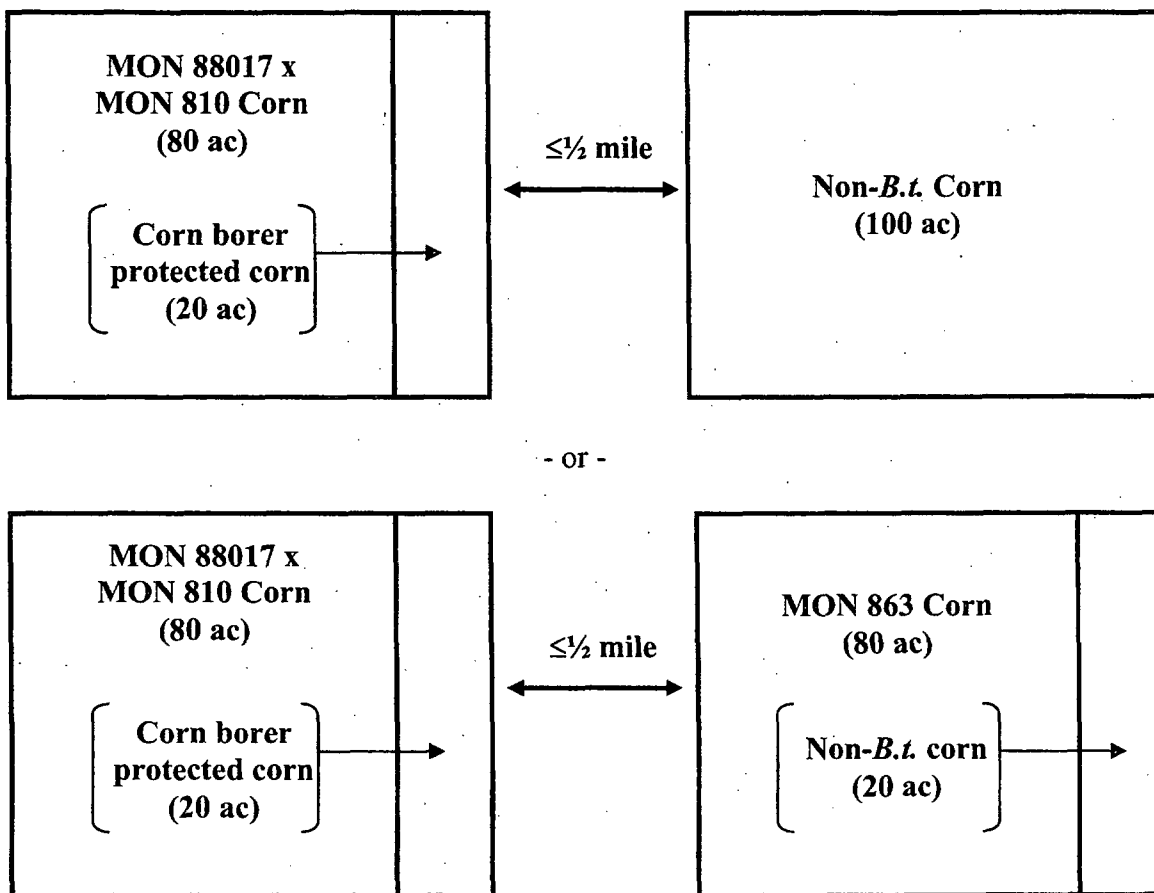 MON 88017 x
MON 810 Corn
(80 ac)
Corn borer
protected corn
(20 ac)
≤½ mile
Non-B.t. Corn
(100 ac)
- or -
MON 88017 x
MON 810 Corn
(80 ac)
Corn borer
protected corn
(20 ac)
≤½ mile
MON 863 Corn
(80 ac)
Non-B.t. corn
(20 ac)